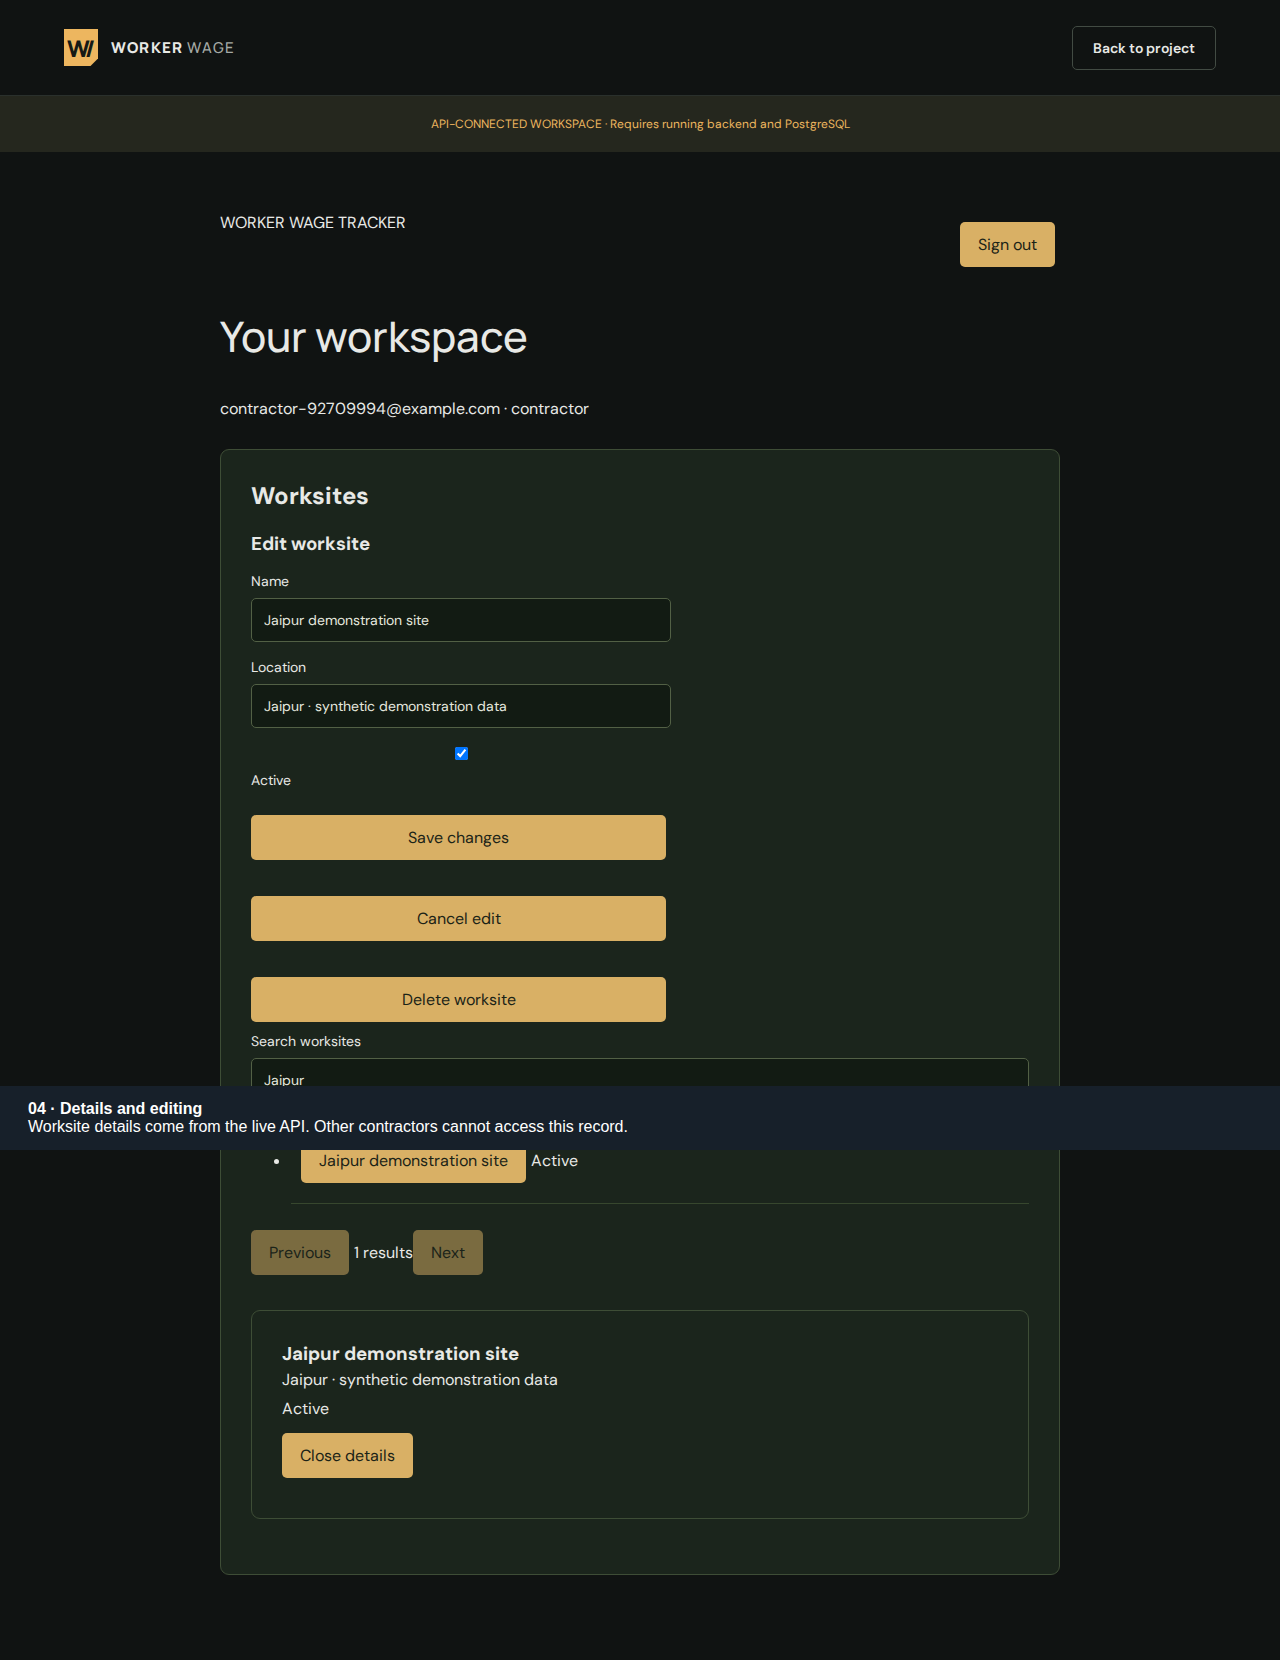 W/ WORKER WAGE
Back to project
API-CONNECTED WORKSPACE · Requires running backend and PostgreSQL
WORKER WAGE TRACKER
Sign out
Your workspace
contractor-92709994@example.com · contractor
Worksites
Edit worksite
Name
Jaipur demonstration site
Location
Jaipur · synthetic demonstration data
Active
Save changes
Cancel edit
Delete worksite
Search worksites
Jaipur
04 · Details and editing
Worksite details come from the live API. Other contractors cannot access this record.
Jaipur demonstration site Active
Previous 1 results Next
Jaipur demonstration site
Jaipur · synthetic demonstration data
Active
Close details